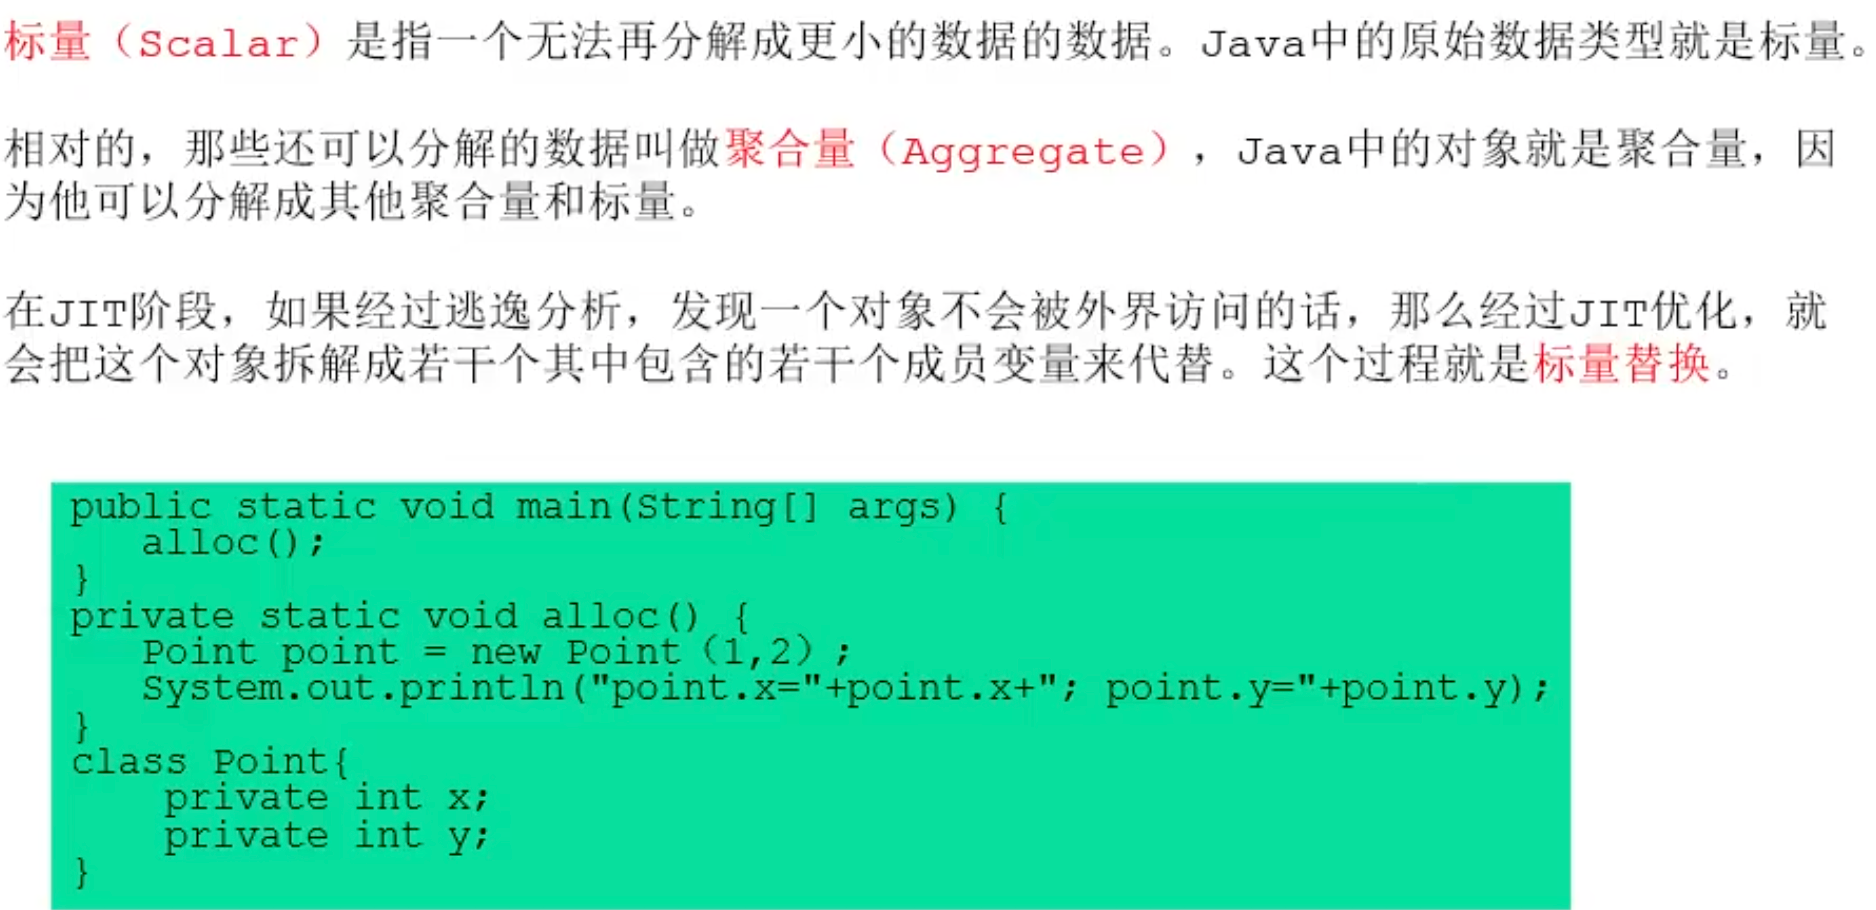 标量（Scalar）是指一个无法再分解成更小的数据的数据。Java中的原始数据类型就是标量。
相对的，那些还可以分解的数据叫做聚合量（Aggregate），Java中的对象就是聚合量，因
为他可以分解成其他聚合量和标量。
在JIT阶段，如果经过逃逸分析，发现一个对象不会被外界访问的话，那么经过JIT优化，就
会把这个对象拆解成若干个其中包含的若干个成员变量来代替。这个过程就是标量替换。
public static void main(String[] args) {
   alloc();
}
private static void alloc() {
   Point point = new Point（1,2）;
   System.out.println("point.x="+point.x+"; point.y="+point.y);
}
class Point{
    private int x;
    private int y;
}